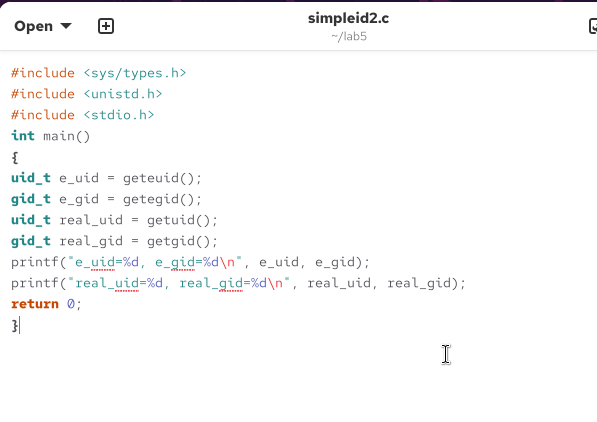 Open
simpleid2.c
~/lab5
#include <sys/types.h>
#include <unistd.h>
#include <stdio.h>
int main()
{
uid_t e_uid = geteuid();
gid_t e_gid = getegid();
uid_t real_uid = getuid();
gid_t real_gid = getgid();
printf("e_uid=%d, e_gid=%d\n", e_uid, e_gid);
printf("real_uid=%d, real_gid=%d\n", real_uid, real_gid);
return 0;
}